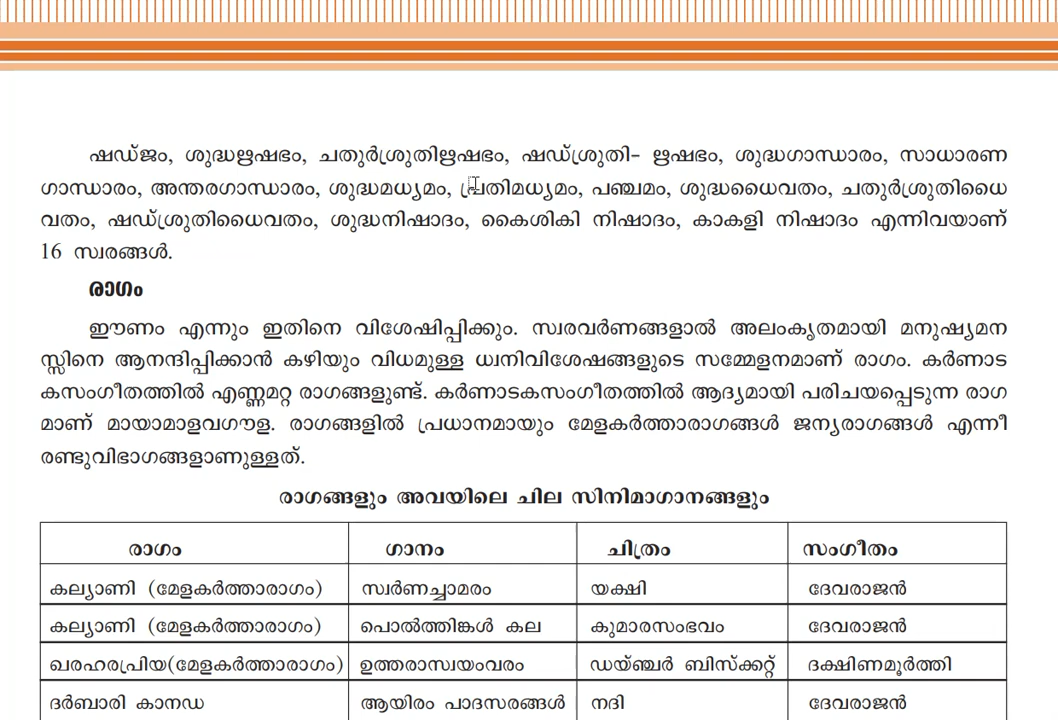 ഷഡ്ജം, ശുദ്ധഋഷഭം, ചതുർശ്രുതിഋഷഭം, ഷഡ്ശ്രുതി- ഋഷഭം, ശുദ്ധഗാന്ധാരം, സാധാരണ
ഗാന്ധാരം, അന്തരഗാന്ധാരം, ശുദ്ധമധ്യമം, പ്രതിമധ്യമം, പഞ്ചമം, ശുദ്ധധൈവതം, ചതുർശ്രുതിധൈ
വതം, ഷഡ്ശ്രുതിധൈവതം, ശുദ്ധനിഷാദം, കൈശികി നിഷാദം, കാകളി നിഷാദം എന്നിവയാണ്
16 സ്വരങ്ങൾ.
രാഗം
ഈണം എന്നും ഇതിനെ വിശേഷിപ്പിക്കും. സ്വരവർണങ്ങളാൽ അലംകൃതമായി മനുഷ്യമന
സ്സിനെ ആനന്ദിപ്പിക്കാൻ കഴിയും വിധമുള്ള ധ്വനിവിശേഷങ്ങളുടെ സമ്മേളനമാണ് രാഗം. കർണാട
കസംഗീതത്തിൽ എണ്ണമറ്റ രാഗങ്ങളുണ്ട്. കർണാടകസംഗീതത്തിൽ ആദ്യമായി പരിചയപ്പെടുന്ന രാഗ
മാണ് മായാമാളവഗൗള. രാഗങ്ങളിൽ പ്രധാനമായും മേളകർത്താരാഗങ്ങൾ ജന്യരാഗങ്ങൾ എന്നീ
രണ്ടുവിഭാഗങ്ങളാണുള്ളത്.
രാഗങ്ങളും അവയിലെ ചില സിനിമാഗാനങ്ങളും
രാഗം ഗാനം ചിത്രം സംഗീതം
കല്യാണി (മേളകർത്താരാഗം) സ്വർണച്ചാമരം യക്ഷി ദേവരാജൻ
കല്യാണി (മേളകർത്താരാഗം) പൊൽത്തിങ്കൾ കല കുമാരസംഭവം ദേവരാജൻ
ഖരഹരപ്രിയ(മേളകർത്താരാഗം) ഉത്തരാസ്വയംവരം ഡയ്ഞ്ചർ ബിസ്ക്കറ്റ് ദക്ഷിണമൂർത്തി
ദർബാരി കാനഡ ആയിരം പാദസരങ്ങൾ നദി ദേവരാജൻ